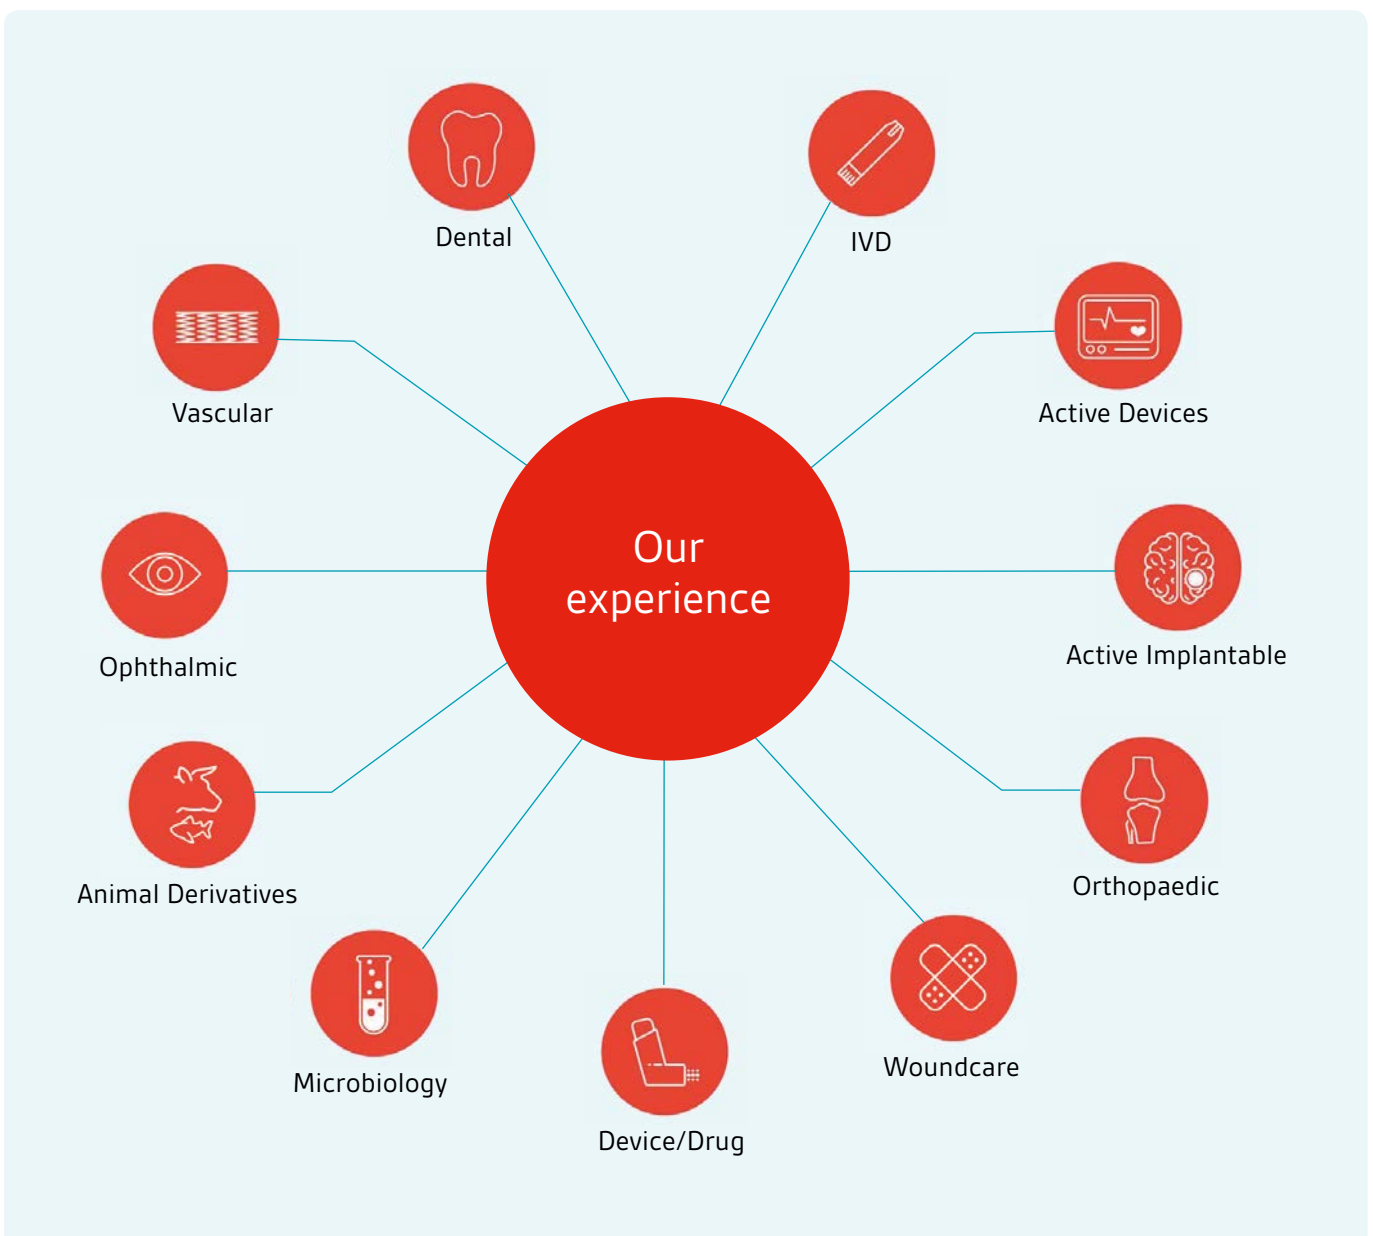 Dental
IVD
Vascular
Active Devices
Our
experience
Ophthalmic
Active Implantable
Animal Derivatives
Orthopaedic
Microbiology
Woundcare
Device/Drug